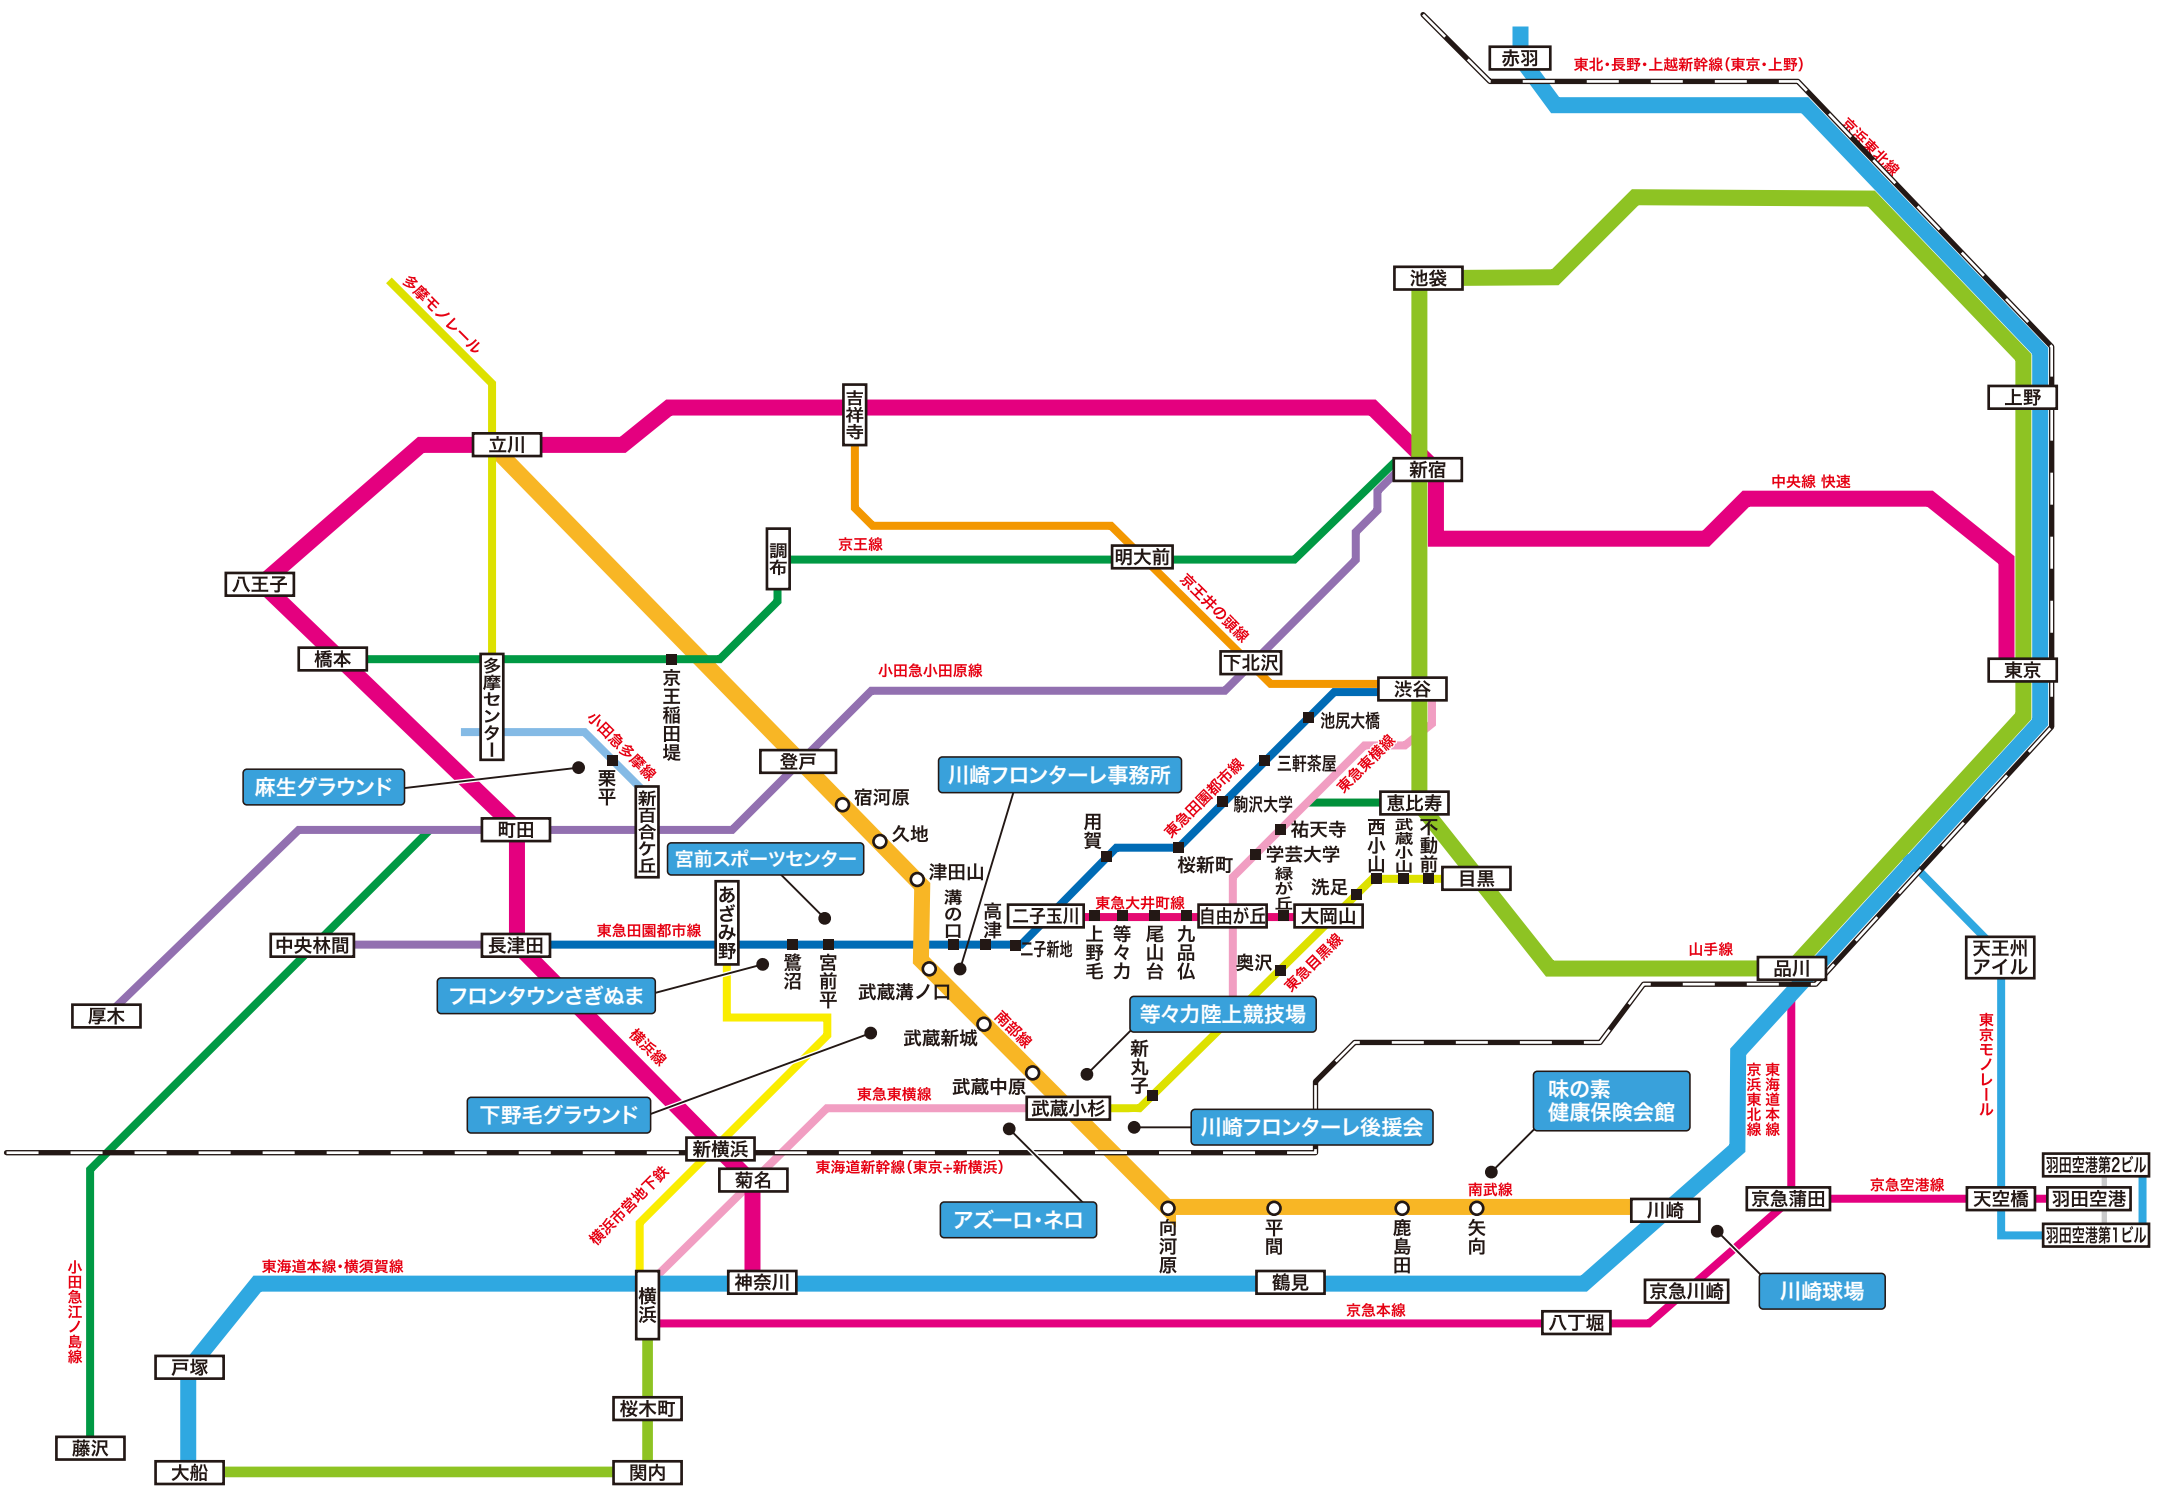 赤羽
東北・長野・上越新幹線(東京・上野)
京浜東北線
池袋
多摩モノレール
吉祥寺
上野
立川
新宿
中央線 快速
調布
京王線
明大前
京王井の頭線
八王子
橋本
多摩センター
京王稲田堤
小田急小田原線
下北沢
渋谷
東京
小田急多摩線
栗平
登戸
池尻大橋
三軒茶屋
東急東横線
東急田園都市線
駒沢大学
恵比寿
麻生グラウンド
川崎フロンターレ事務所
新百合ケ丘
宿河原
久地
用賀
桜新町
祐天寺
学芸大学
緑が丘
西小山
武蔵小山
不動前
町田
宮前スポーツセンター
津田山
洗足
目黒
あざみ野
溝の口
高津
二子玉川
東急大井町線
自由が丘
大岡山
中央林間
長津田
東急田園都市線
鷺沼
宮前平
二子新地
上野毛
等々力
尾山台
九品仏
奥沢
東急目黒線
山手線
品川
天王州
アイル
フロンタウンさぎぬま
武蔵溝ノ口
厚木
横浜線
武蔵新城
南部線
等々力陸上競技場
新丸子
東京モノレール
下野毛グラウンド
武蔵中原
東急東横線
武蔵小杉
川崎フロンターレ後援会
味の素
健康保険会館
京浜東北線
東海道本線
新横浜
菊名
東海道新幹線(東京÷新横浜)
横浜市営地下鉄
アズーロ・ネロ
南武線
川崎
京急蒲田
京急空港線
天空橋
羽田空港
羽田空港第2ビル
羽田空港第1ビル
向河原
平間
鹿島田
矢向
小田急江ノ島線
東海道本線・横須賀線
横浜
神奈川
鶴見
京急川崎
川崎球場
京急本線
八丁堀
戸塚
桜木町
藤沢
大船
関内